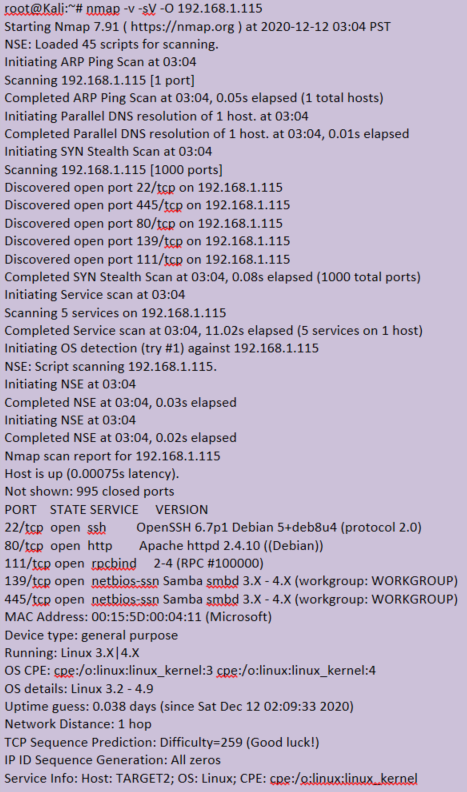 root@Kali:~# nmap -v -sV -O 192.168.1.115
Starting Nmap 7.91 ( https://nmap.org ) at 2020-12-12 03:04 PST
NSE: Loaded 45 scripts for scanning.
Initiating ARP Ping Scan at 03:04
Scanning 192.168.1.115 [1 port]
Completed ARP Ping Scan at 03:04, 0.05s elapsed (1 total hosts)
Initiating Parallel DNS resolution of 1 host. at 03:04
Completed Parallel DNS resolution of 1 host. at 03:04, 0.01s elapsed
Initiating SYN Stealth Scan at 03:04
Scanning 192.168.1.115 [1000 ports]
Discovered open port 22/tcp on 192.168.1.115
Discovered open port 445/tcp on 192.168.1.115
Discovered open port 80/tcp on 192.168.1.115
Discovered open port 139/tcp on 192.168.1.115
Discovered open port 111/tcp on 192.168.1.115
Completed SYN Stealth Scan at 03:04, 0.08s elapsed (1000 total ports)
Initiating Service scan at 03:04
Scanning 5 services on 192.168.1.115
Completed Service scan at 03:04, 11.02s elapsed (5 services on 1 host)
Initiating OS detection (try #1) against 192.168.1.115
NSE: Script scanning 192.168.1.115.
Initiating NSE at 03:04
Completed NSE at 03:04, 0.03s elapsed
Initiating NSE at 03:04
Completed NSE at 03:04, 0.02s elapsed
Nmap scan report for 192.168.1.115
Host is up (0.00075s latency).
Not shown: 995 closed ports
PORT STATE SERVICE VERSION
22/tcp open ssh OpenSSH 6.7p1 Debian 5+deb8u4 (protocol 2.0)
80/tcp open http Apache httpd 2.4.10 ((Debian))
111/tcp open rpcbind 2-4 (RPC #100000)
139/tcp open netbios-ssn Samba smbd 3.X - 4.X (workgroup: WORKGROUP)
445/tcp open netbios-ssn Samba smbd 3.X - 4.X (workgroup: WORKGROUP)
MAC Address: 00:15:5D:00:04:11 (Microsoft)
Device type: general purpose
Running: Linux 3.X|4.X
OS CPE: cpe:/o:linux:linux_kernel:3 cpe:/o:linux:linux_kernel:4
OS details: Linux 3.2 - 4.9
Uptime guess: 0.038 days (since Sat Dec 12 02:09:33 2020)
Network Distance: 1 hop
TCP Sequence Prediction: Difficulty=259 (Good luck!)
IP ID Sequence Generation: All zeros
Service Info: Host: TARGET2; OS: Linux; CPE: cpe:/o:linux:linux_kernel